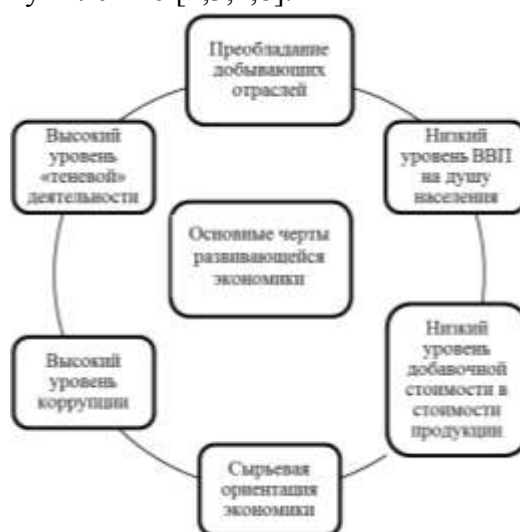 Преобладание
добывающих
отраслей
Высокий
уровень
«теневой»
деятельности
Низкий
уровень ВВП
на душу
населения
Основные черты
развивающейся
экономики
Высокий
уровень
коррупции
Низкий
уровень
добавочной
стоимости в
стоимости
продукции
Сырьевая
ориентация
экономики